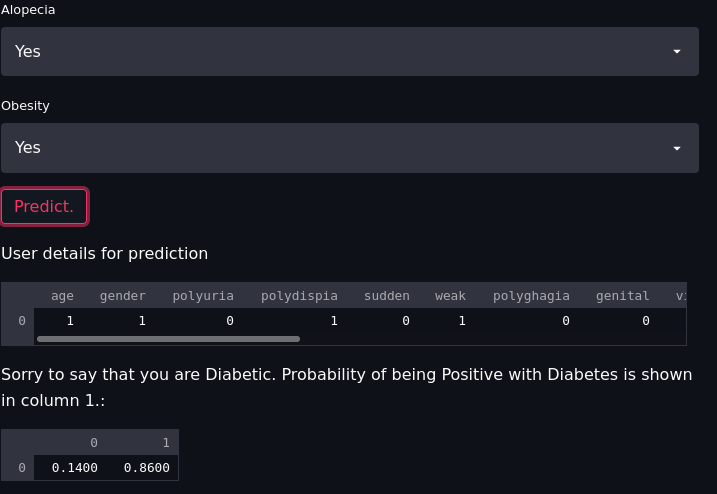 Alopecia
Yes
Obesity
Yes
Predict.
User details for prediction
age gender polyuria polydispia sudden weak polyghagia genital
0 1 1 0 1 0 1 0 0
Sorry to say that you are Diabetic. Probability of being Positive with Diabetes is shown
in column 1.:
0 1
0 0.1400 0.8600